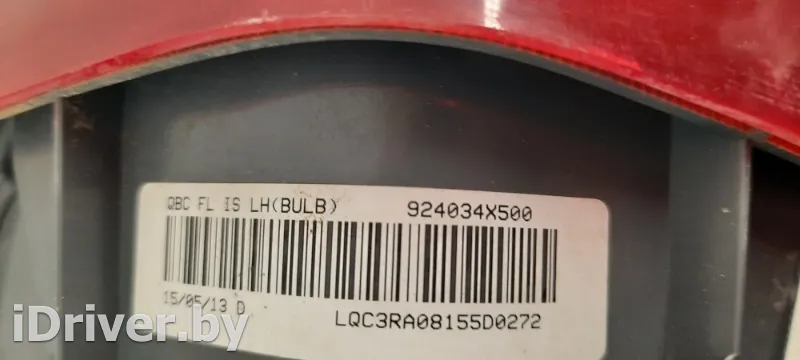 QBC FL IS LH(BULB) 924034X500
15/05/13 D
LQC3RA08155D0272
iDriver.by